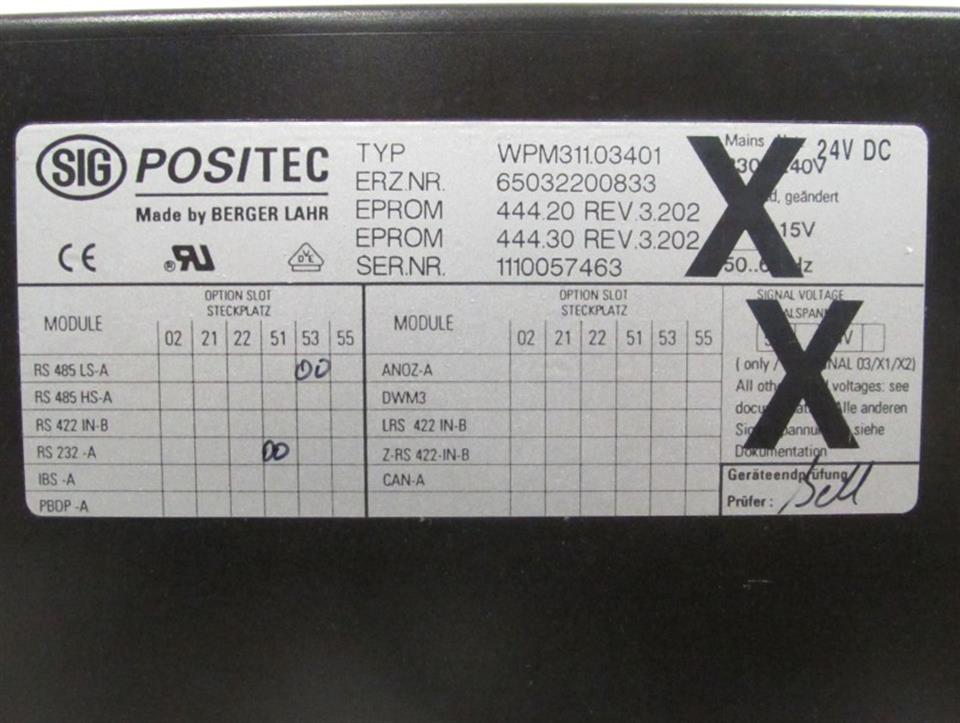 SIG POSITEC
Made by BERGER LAHR
CE
TYP WPM311.03401
ERZ.NR. 65032200833
EPROM 444.20 REV.3.202
EPROM 444.30 REV.3.202
SER.NR. 1110057463
Mains 24V DC
geändert
15V
MODULE
OPTION SLOT
STECKPLATZ
02 21 22 51 53 55
RS 485 LS-A 00
RS 485 HS-A
RS 422 IN-B
RS 232 -A 00
IBS -A
PBDP -A
MODULE
OPTION SLOT
STECKPLATZ
02 21 22 51 53 55
ANOZ-A
DWM3
LRS 422 IN-B
Z-RS 422-IN-B
CAN-A
SIGNAL VOLTAGE
( only / 03/X1/X2)
All voltages: see
Alle anderen
siehe
Dokumentation
Geräteendprüfung
Prüfer :